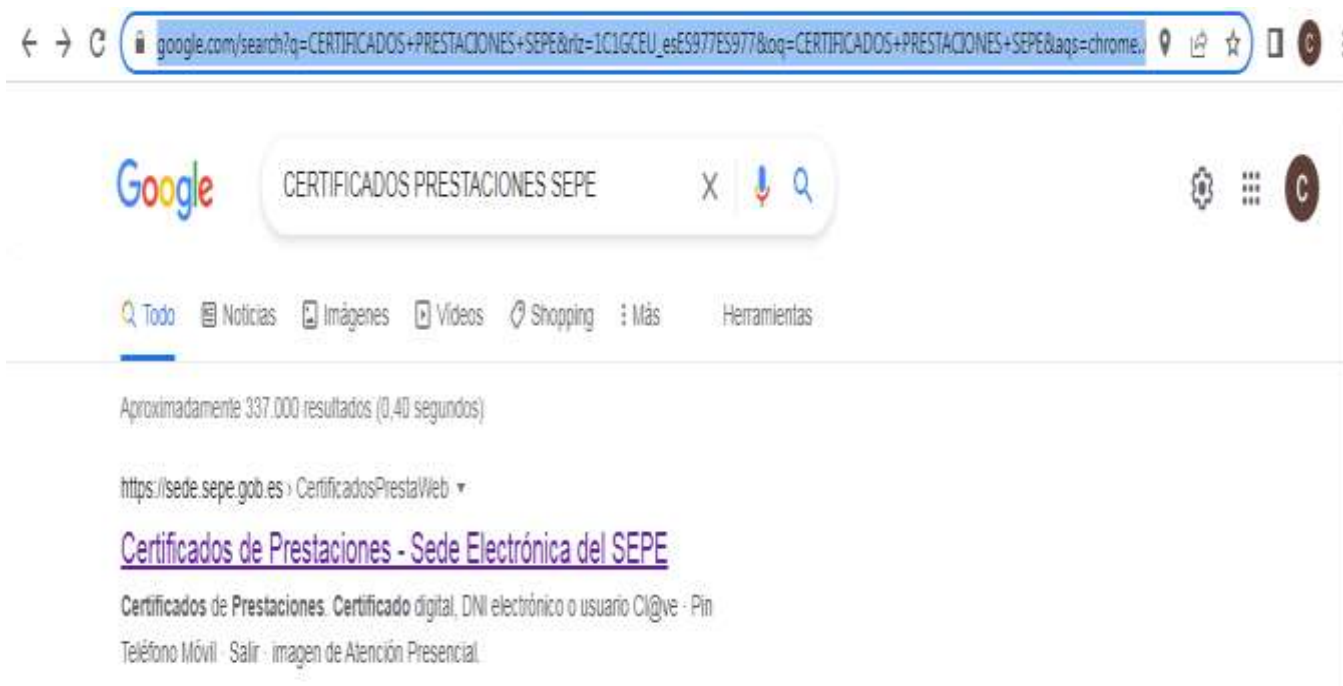 google.com/search?q=CERTIFICADOS+PRESTACIONES+SEPE&rlz=1C1GCEU_esES977ES977&oq=CERTIFICADOS+PRESTACIONES+SEPE&aqs=chrome.. C
Google CERTIFICADOS PRESTACIONES SEPE C
Todo Noticias Imágenes Vídeos Shopping Más Herramientas
Aproximadamente 337.000 resultados (0,40 segundos)
https://sede.sepe.gob.es › CertificadosPrestaWeb
Certificados de Prestaciones - Sede Electrónica del SEPE
Certificados de Prestaciones. Certificado digital, DNI electrónico o usuario Cl@ve · Pin
Teléfono Móvil · Salir · imagen de Atención Presencial.